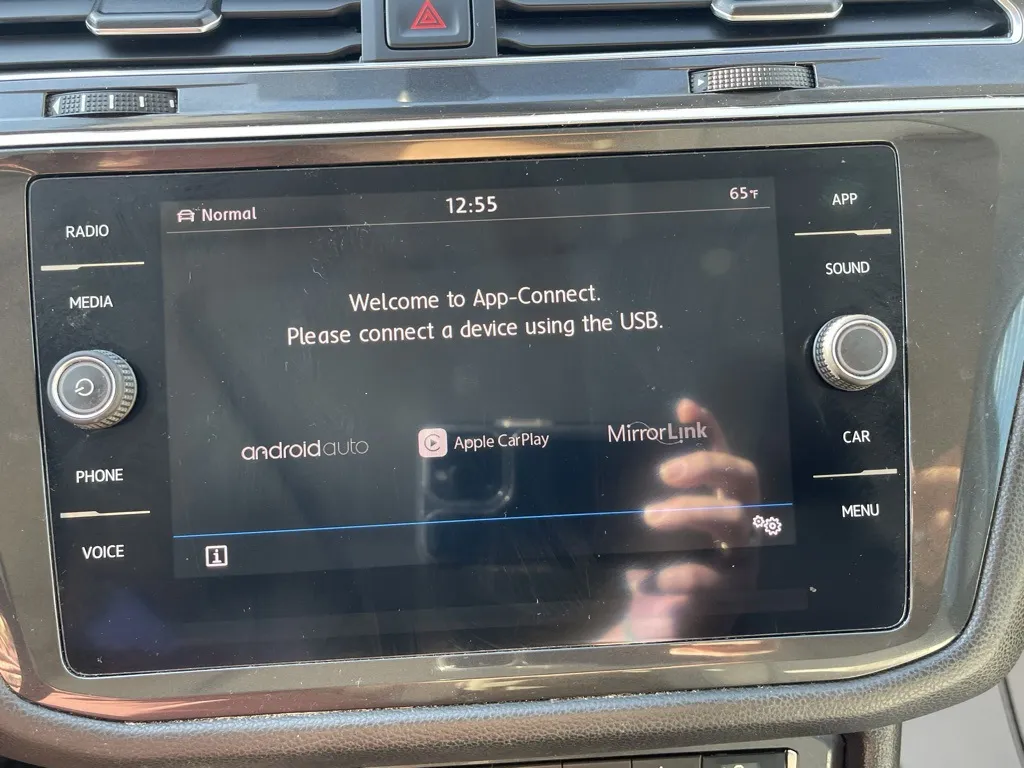 Normal
12:55
65°F
RADIO
MEDIA
PHONE
VOICE
Welcome to App-Connect.
Please connect a device using the USB.
androidauto
Apple CarPlay
MirrorLink
i
APP
SOUND
CAR
MENU